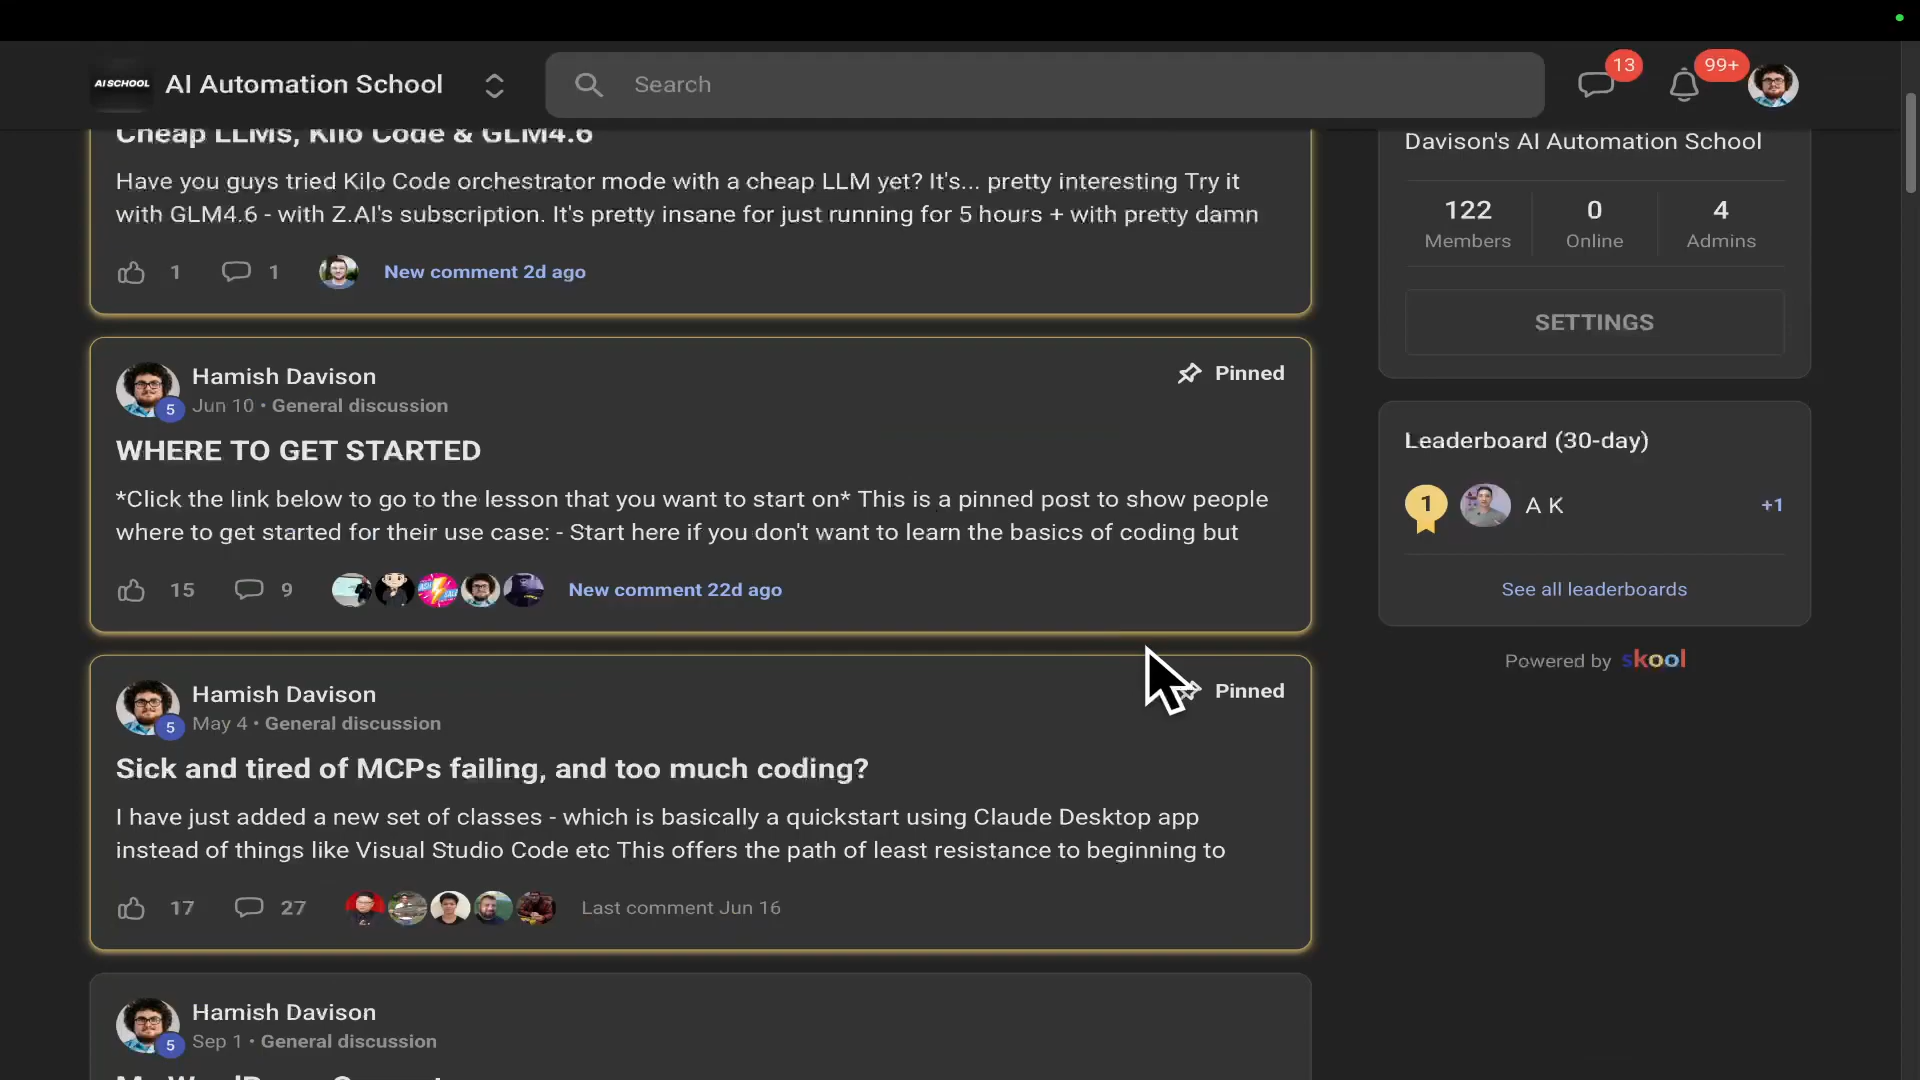 AI SCHOOL AI Automation School Search 13 99+
Cheap LLMs, Kilo Code & GLM4.6
Have you guys tried Kilo Code orchestrator mode with a cheap LLM yet? It's... pretty interesting Try it
with GLM4.6 - with Z.AI's subscription. It's pretty insane for just running for 5 hours + with pretty damn
1 1 New comment 2d ago
Hamish Davison
Pinned
5 Jun 10 • General discussion
WHERE TO GET STARTED
*Click the link below to go to the lesson that you want to start on* This is a pinned post to show people
where to get started for their use case: - Start here if you don't want to learn the basics of coding but
15 9 New comment 22d ago
Hamish Davison
Pinned
5 May 4 • General discussion
Sick and tired of MCPs failing, and too much coding?
I have just added a new set of classes - which is basically a quickstart using Claude Desktop app
instead of things like Visual Studio Code etc This offers the path of least resistance to beginning to
17 27 Last comment Jun 16
Hamish Davison
5 Sep 1 • General discussion
Davison's AI Automation School
122 0 4
Members Online Admins
SETTINGS
Leaderboard (30-day)
1 A K +1
See all leaderboards
Powered by skool